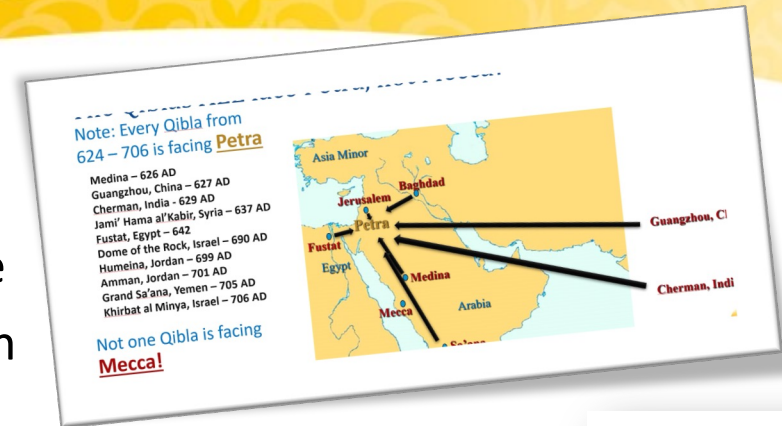 Note: Every Qibla from
624 – 706 is facing Petra
Medina – 626 AD
Guangzhou, China – 627 AD
Cherman, India - 629 AD
Jami' Hama al'Kabir, Syria – 637 AD
Fustat, Egypt – 642
Dome of the Rock, Israel – 690 AD
Humeina, Jordan – 699 AD
Amman, Jordan – 701 AD
Grand Sa'ana, Yemen – 705 AD
Khirbat al Minya, Israel – 706 AD
Not one Qibla is facing
Mecca!
Asia Minor
Baghdad
Jerusalem
Petra
Fustat
Egypt
Medina
Mecca
Arabia
Guangzhou, C
Cherman, Indi
e
n